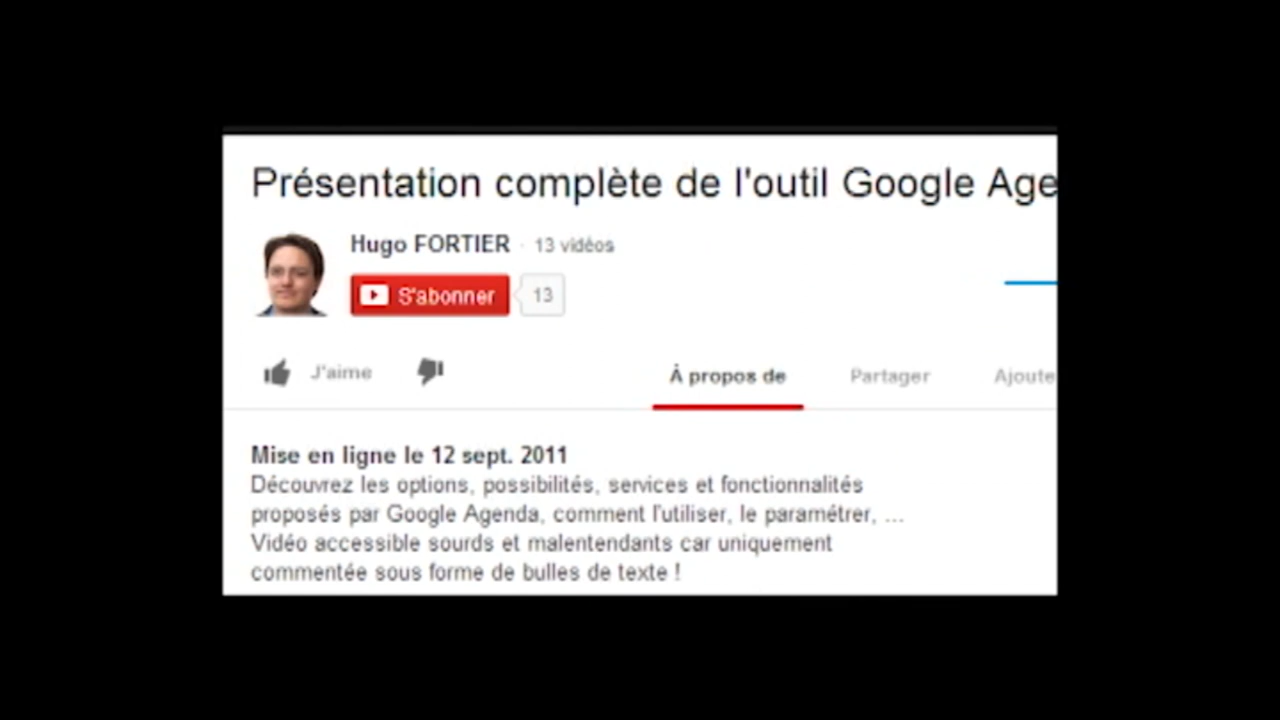 Présentation complète de l'outil Google Age
Hugo FORTIER · 13 vidéos
S'abonner 13
J'aime
À propos de Partager Ajoute
Mise en ligne le 12 sept. 2011
Découvrez les options, possibilités, services et fonctionnalités
proposés par Google Agenda, comment l'utiliser, le paramétrer, ...
Vidéo accessible sourds et malentendants car uniquement
commentée sous forme de bulles de texte !